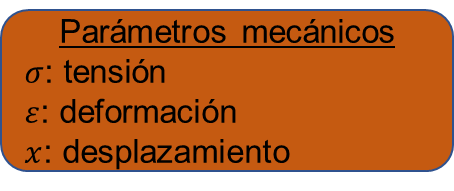 Parámetros mecánicos
𝜎: tensión
𝜀: deformación
𝑥: desplazamiento